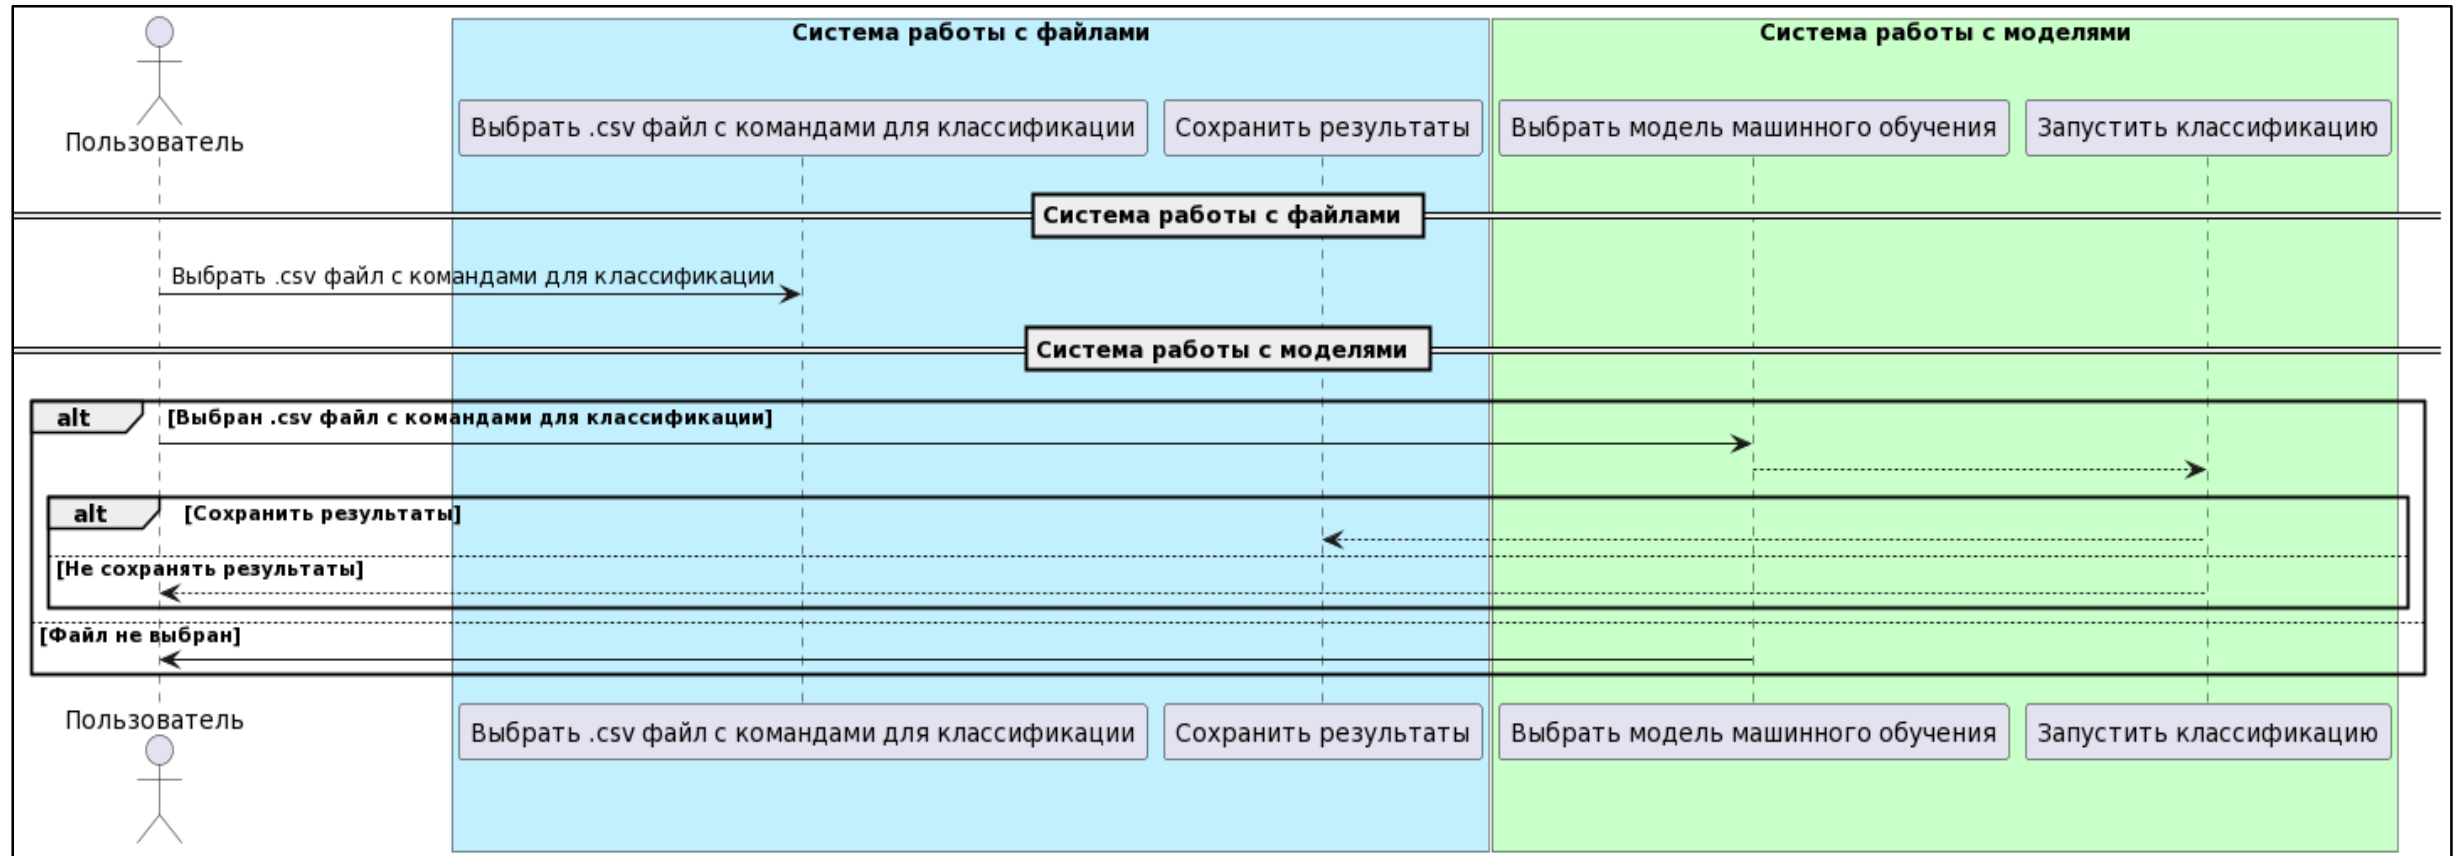 Система работы с файлами
Система работы с моделями
Пользователь
Выбрать .csv файл с командами для классификации
Сохранить результаты
Выбрать модель машинного обучения
Запустить классификацию
Система работы с файлами
Выбрать .csv файл с командами для классификации
Система работы с моделями
alt
[Выбран .csv файл с командами для классификации]
alt
[Сохранить результаты]
[Не сохранять результаты]
[Файл не выбран]
Пользователь
Выбрать .csv файл с командами для классификации
Сохранить результаты
Выбрать модель машинного обучения
Запустить классификацию